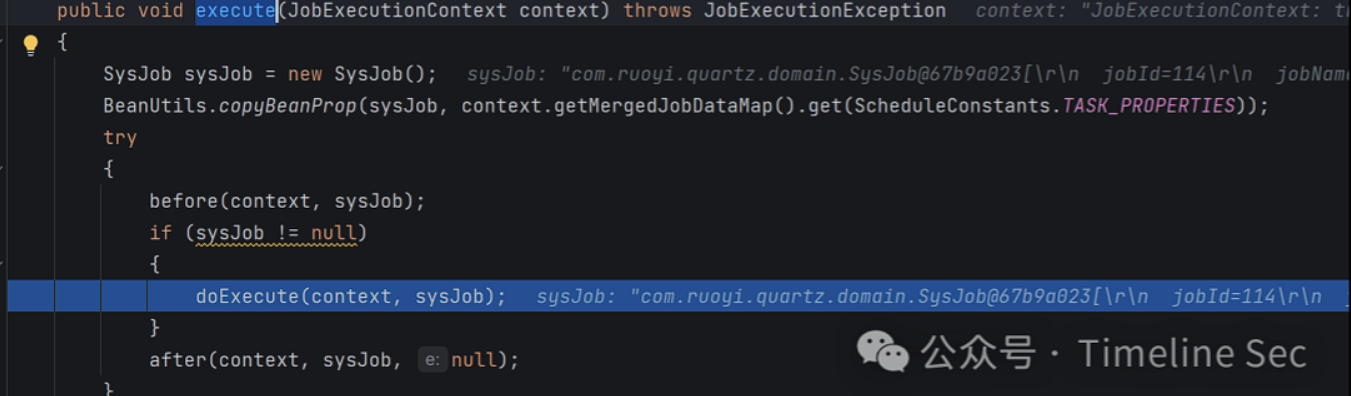 public void execute(JobExecutionContext context) throws JobExecutionException context: "JobExecutionContext:
{
SysJob sysJob = new SysJob(); sysJob: "com.ruoyi.quartz.domain.SysJob@67b9a023[\r\n jobId=114\r\n jobName
BeanUtils.copyBeanProp(sysJob, context.getMergedJobDataMap().get(ScheduleConstants.TASK_PROPERTIES));
try
{
before(context, sysJob);
if (sysJob != null)
{
doExecute(context, sysJob); sysJob: "com.ruoyi.quartz.domain.SysJob@67b9a023[\r\n jobId=114\r\n
}
after(context, sysJob, e: null);
}
公众号 · Timeline Sec